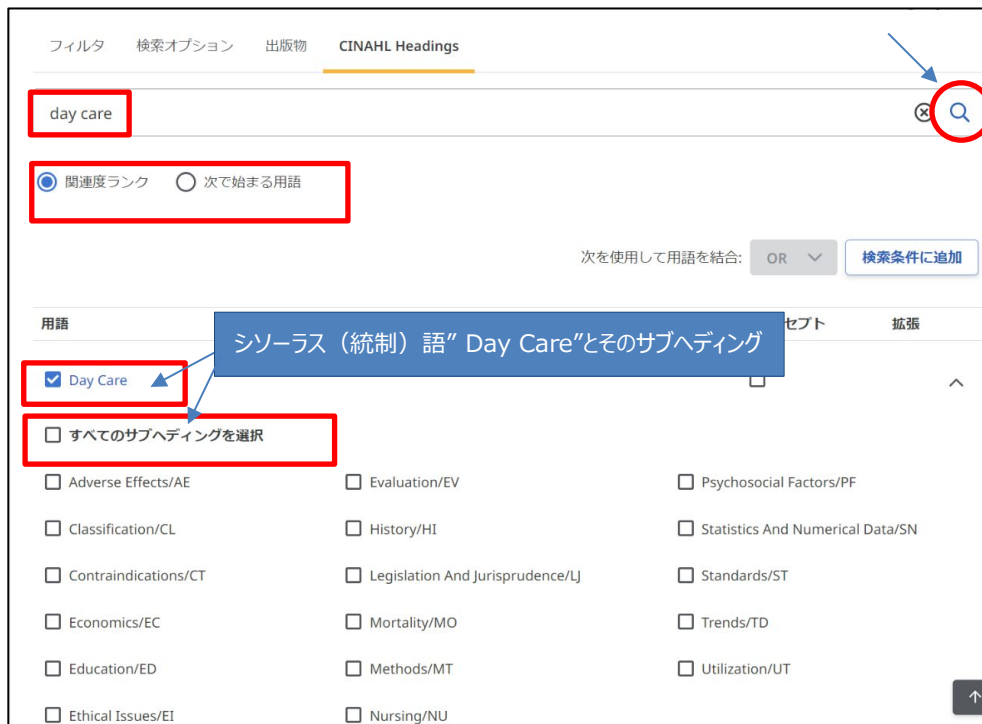 フィルタ 検索オプション 出版物 CINAHL Headings
day care
関連度ランク 次で始まる用語
次を使用して用語を結合: OR 検索条件に追加
用語 セプト 拡張
シソーラス（統制）語” Day Care”とそのサブヘディング
Day Care
すべてのサブヘディングを選択
Adverse Effects/AE Evaluation/EV Psychosocial Factors/PF
Classification/CL History/HI Statistics And Numerical Data/SN
Contraindications/CT Legislation And Jurisprudence/LJ Standards/ST
Economics/EC Mortality/MO Trends/TD
Education/ED Methods/MT Utilization/UT
Ethical Issues/EI Nursing/NU